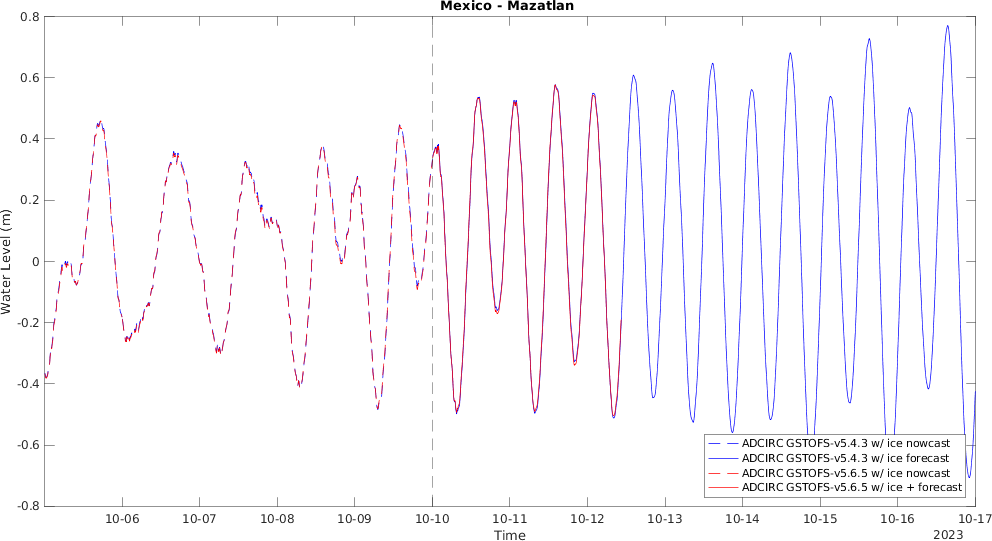 Mexico - Mazatlan
0.8
0.6
0.4
0.2
0
-0.2
-0.4
-0.6
-0.8
Water Level (m)
ADCIRC GSTOFS-v5.4.3 w/ ice nowcast
ADCIRC GSTOFS-v5.4.3 w/ ice forecast
ADCIRC GSTOFS-v5.6.5 w/ ice nowcast
ADCIRC GSTOFS-v5.6.5 w/ ice + forecast
10-06 10-07 10-08 10-09 10-10 10-11 10-12 10-13 10-14 10-15 10-16 10-17
Time
2023